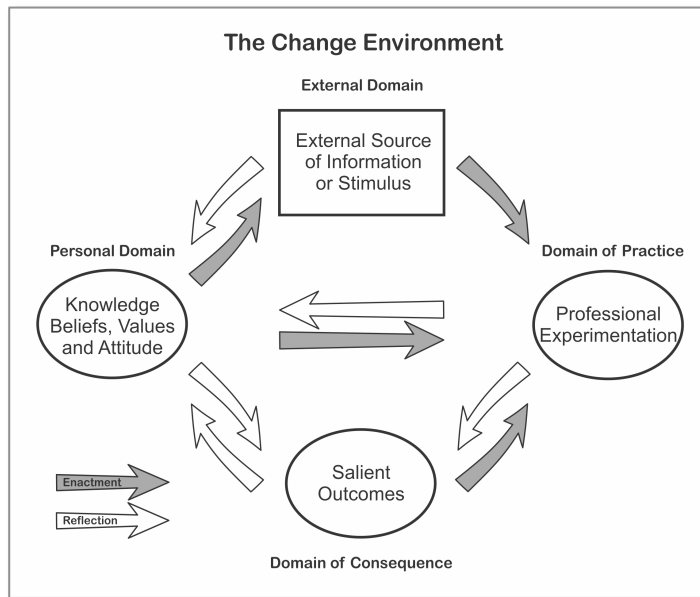 The Change Environment
External Domain
External Source
of Information
or Stimulus
Personal Domain
Knowledge
Beliefs, Values
and Attitude
Domain of Practice
Professional
Experimentation
Salient
Outcomes
Domain of Consequence
Enactment
Reflection